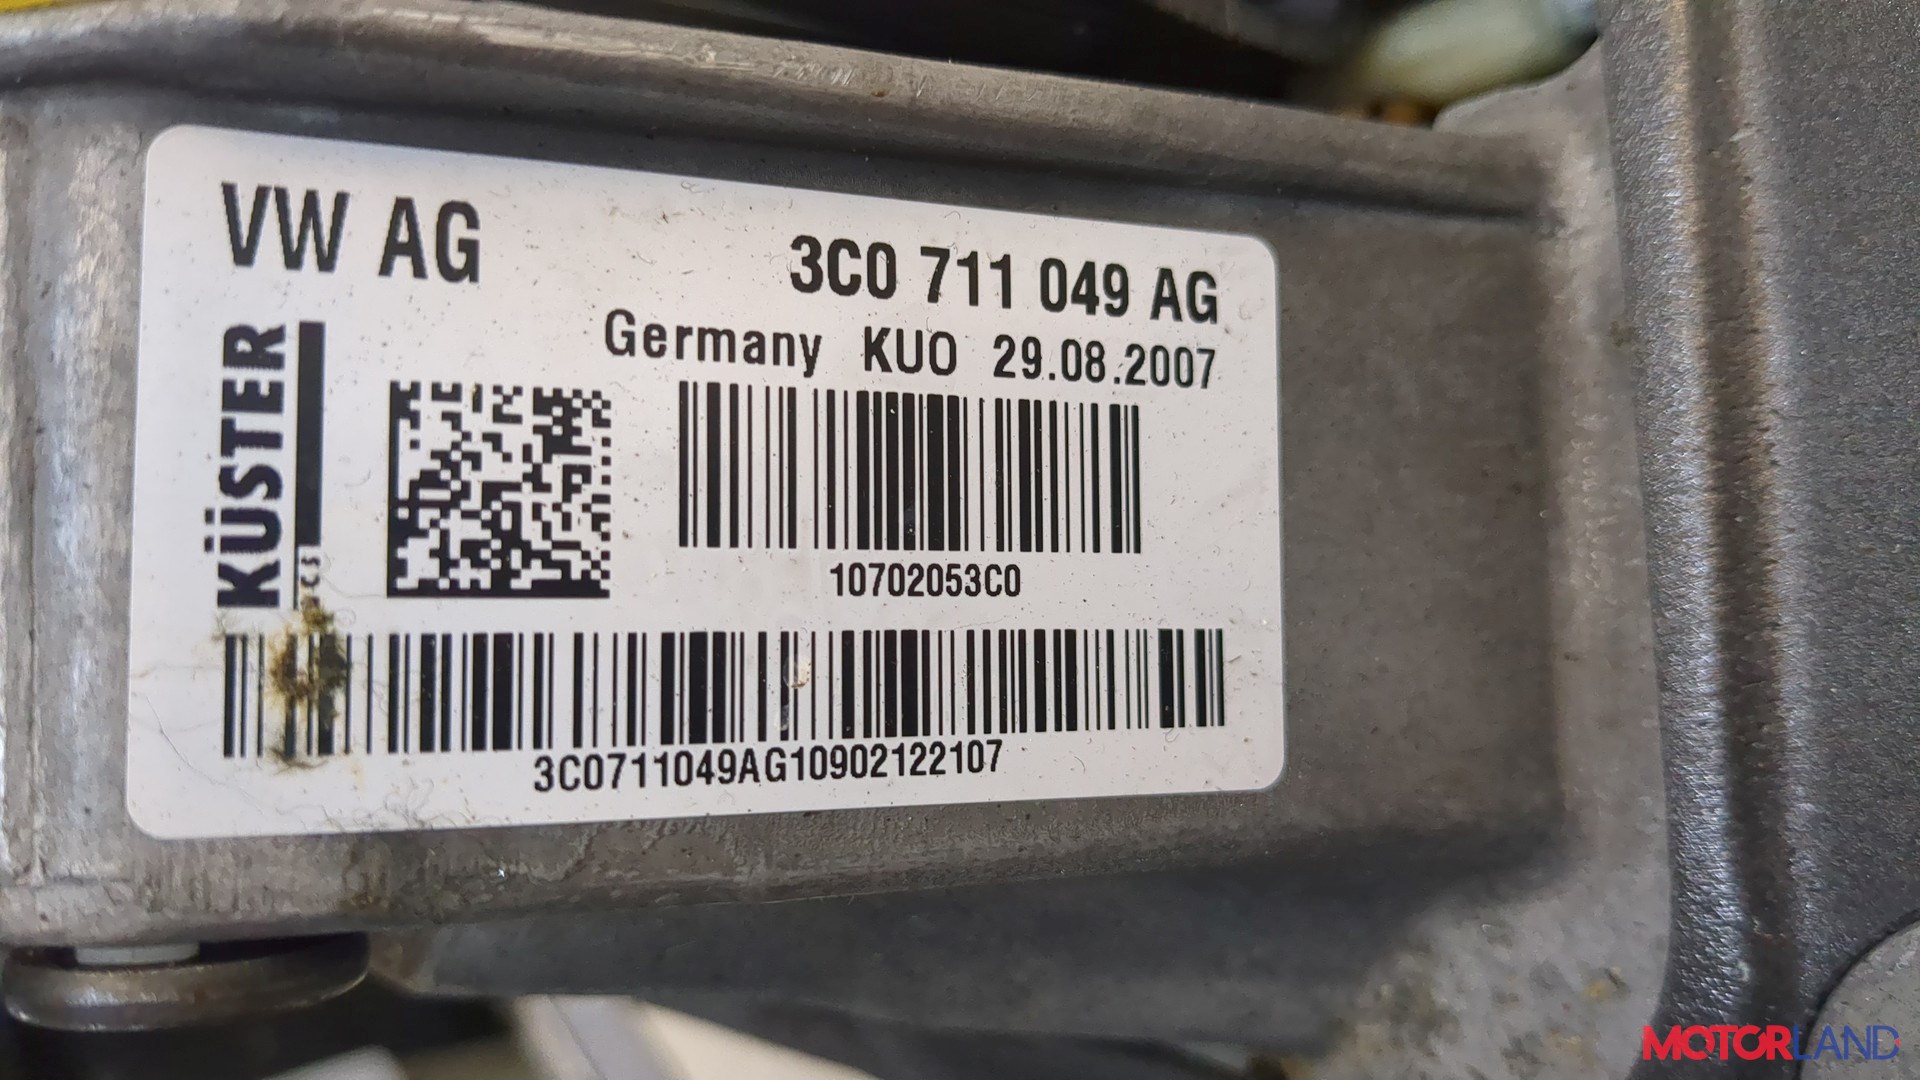 VW AG
3C0 711 049 AG
Germany KUO 29.08.2007
KÜSTER
10702053C0
3C0711049AG10902122107
MOTORLAND